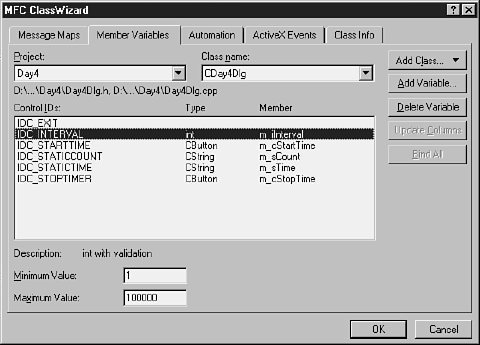 MFC ClassWizard
Message Maps Member Variables Automation ActiveX Events Class Info
Project: Class name: Add Class...
Day4 CDay4Dlg
Add Variable...
D:\...\Day4\Day4Dlg.h, D:\...\Day4\Day4Dlg.cpp
Control IDs: Type Member Delete Variable
IDC_EXIT
IDC_INTERVAL int m_iInterval Update Columns
IDC_STARTTIME CButton m_cStartTime
IDC_STATICCOUNT CString m_sCount Bind All
IDC_STATICTIME CString m_sTime
IDC_STOPTIMER CButton m_cStopTime
Description: int with validation
Minimum Value: 1
Maximum Value: 100000
OK Cancel